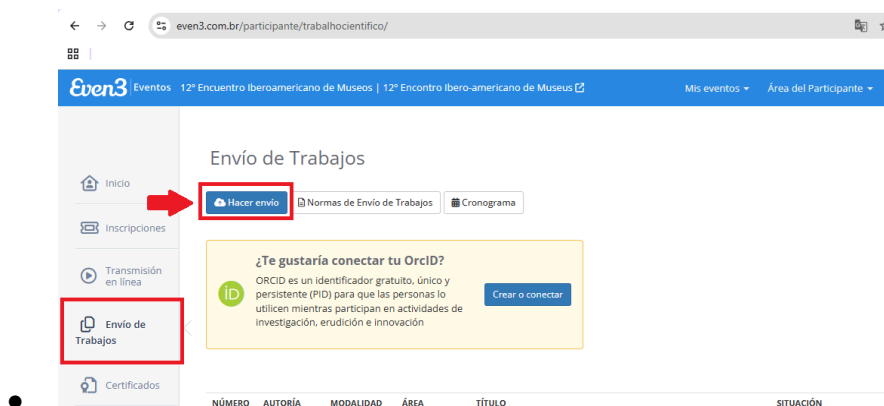 even3.com.br/participante/trabalhocientifico/
Even3 Eventos 12º Encuentro Iberoamericano de Museos | 12º Encontro Ibero-americano de Museus Mis eventos Área del Participante
Envío de Trabajos
Inicio
Hacer envío Normas de Envío de Trabajos Cronograma
Inscripciones
¿Te gustaría conectar tu OrcID?
ORCID es un identificador gratuito, único y
persistente (PID) para que las personas lo
utilicen mientras participan en actividades de
investigación, erudición e innovación
iD
Crear o conectar
Transmisión
en línea
Envío de
Trabajos
Certificados
NÚMERO AUTORÍA MODALIDAD ÁREA TÍTULO SITUACIÓN